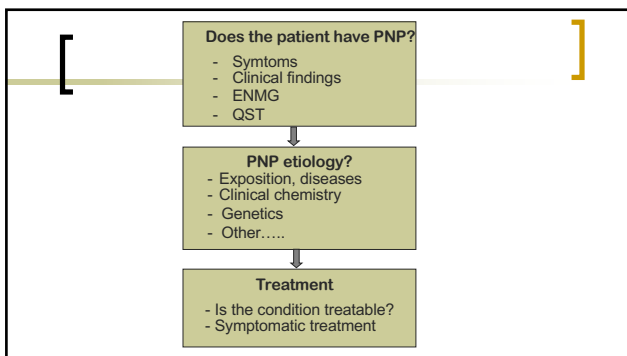 Does the patient have PNP?
- Symtoms
- Clinical findings
- ENMG
- QST
PNP etiology?
- Exposition, diseases
- Clinical chemistry
- Genetics
- Other…..
Treatment
- Is the condition treatable?
- Symptomatic treatment